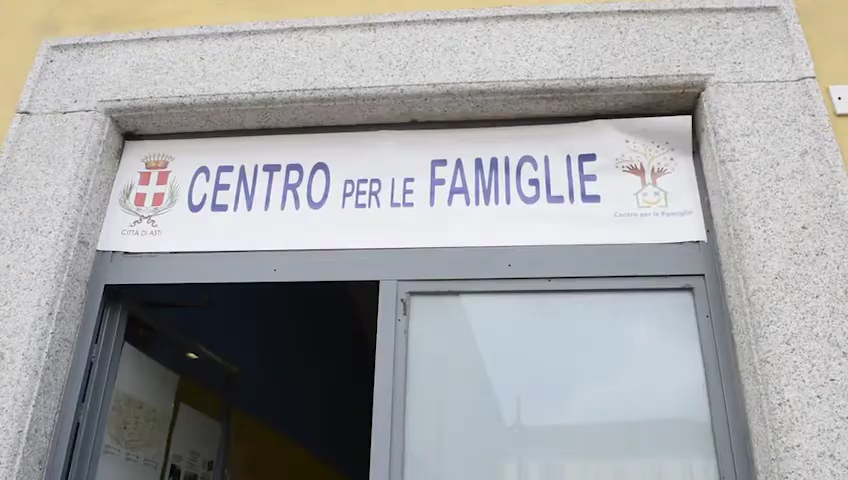 CENTRO PER LE FAMIGLIE
CITTÀ DI ASTI
Centro per le Famiglie